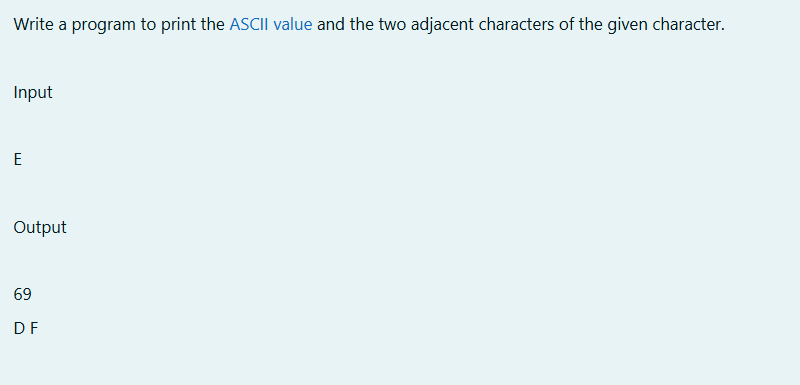 Write a program to print the ASCII value and the two adjacent characters of the given character.
Input
E
Output
69
D F